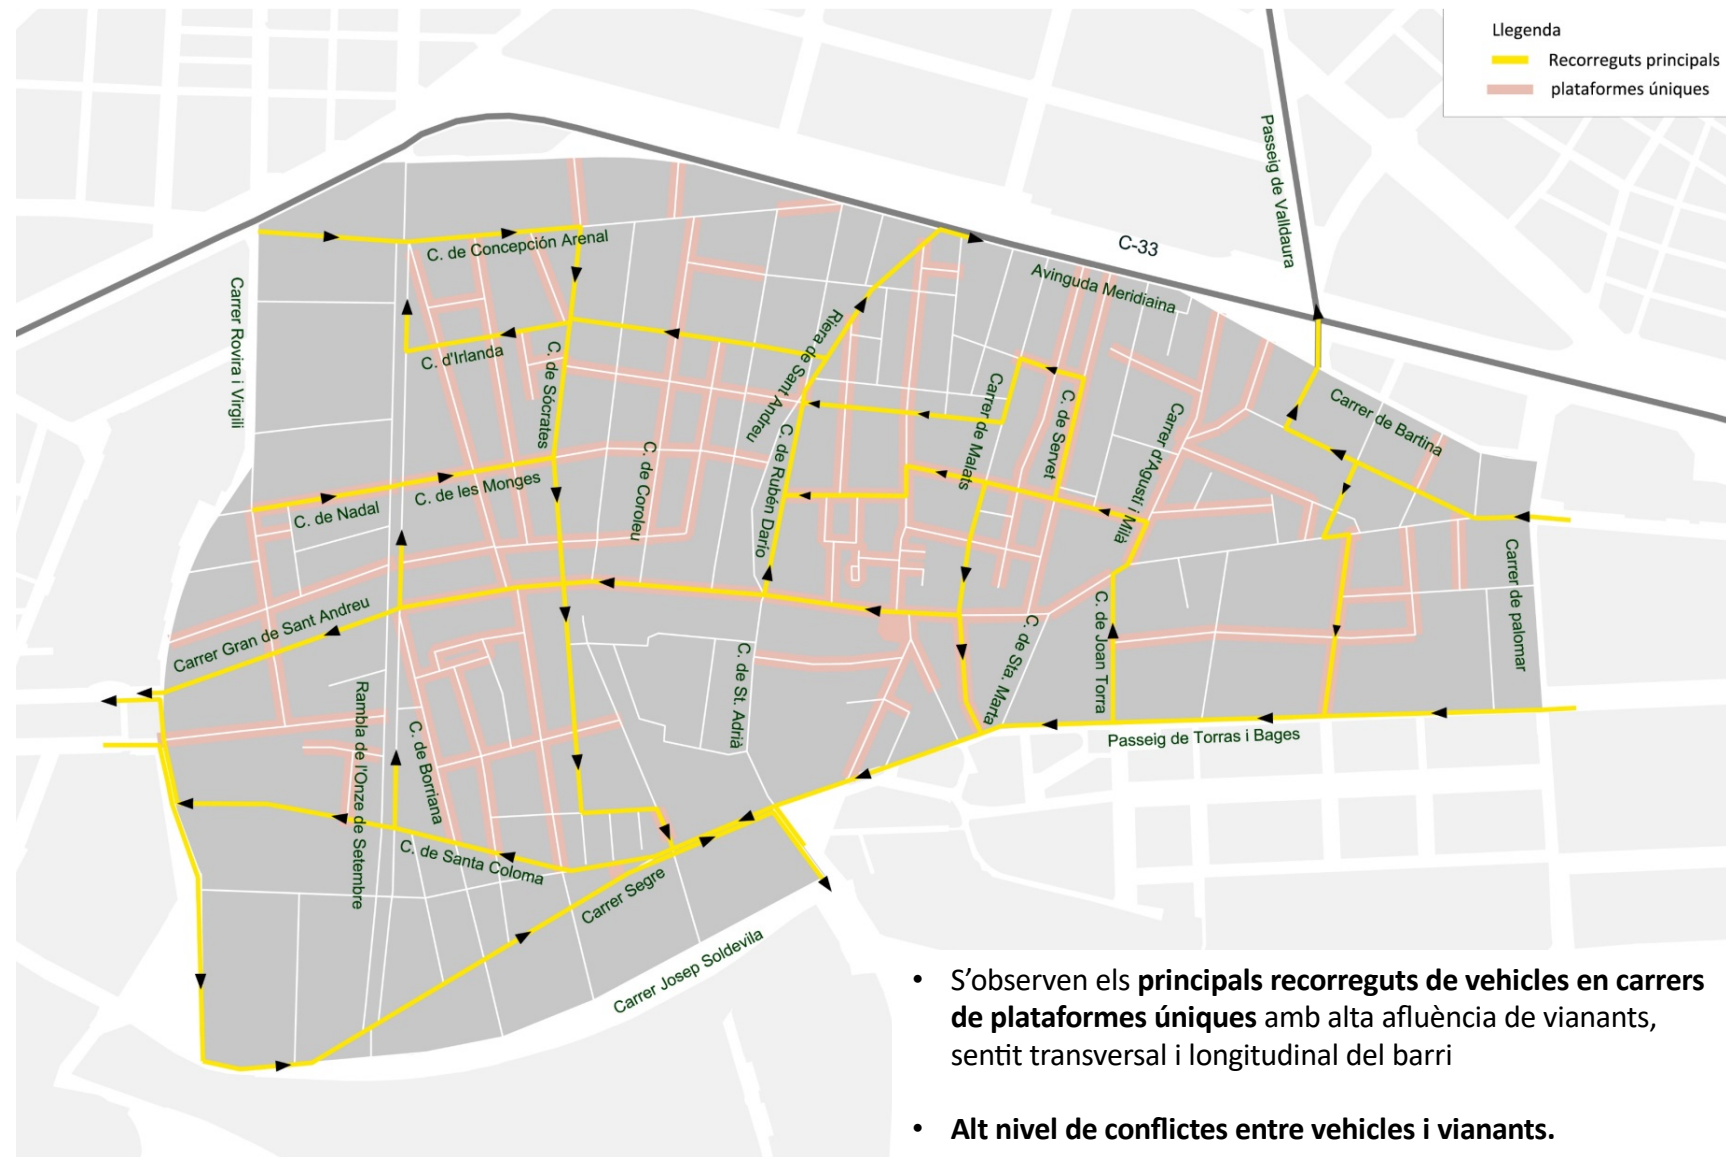 Llegenda
Recorreguts principals
plataformes úniques
Passeig de Valldaura
C-33
Avinguda Meridiaina
C. de Concepción Arenal
Carrer Rovira i Virgili
C. d'Irlanda
C. de Sócrates
Riera de Sant Andreu
Carrer de Malats
C. de Servet
Carrer d'Agustí i Milà
Carrer de Bartina
C. de Nadal
C. de les Monges
C. de Coroleu
C. de Rubén Darío
Carrer de palomar
Carrer Gran de Sant Andreu
C. de St. Adrià
C. de Sta. Marta
C. de Joan Torra
Rambla de l'Onze de Setembre
C. de Borriana
Passeig de Torras i Bages
C. de Santa Coloma
Carrer Segre
Carrer Josep Soldevila
• S'observen els principals recorreguts de vehicles en carrers
de plataformes úniques amb alta afluència de vianants,
sentit transversal i longitudinal del barri
• Alt nivel de conflictes entre vehicles i vianants.